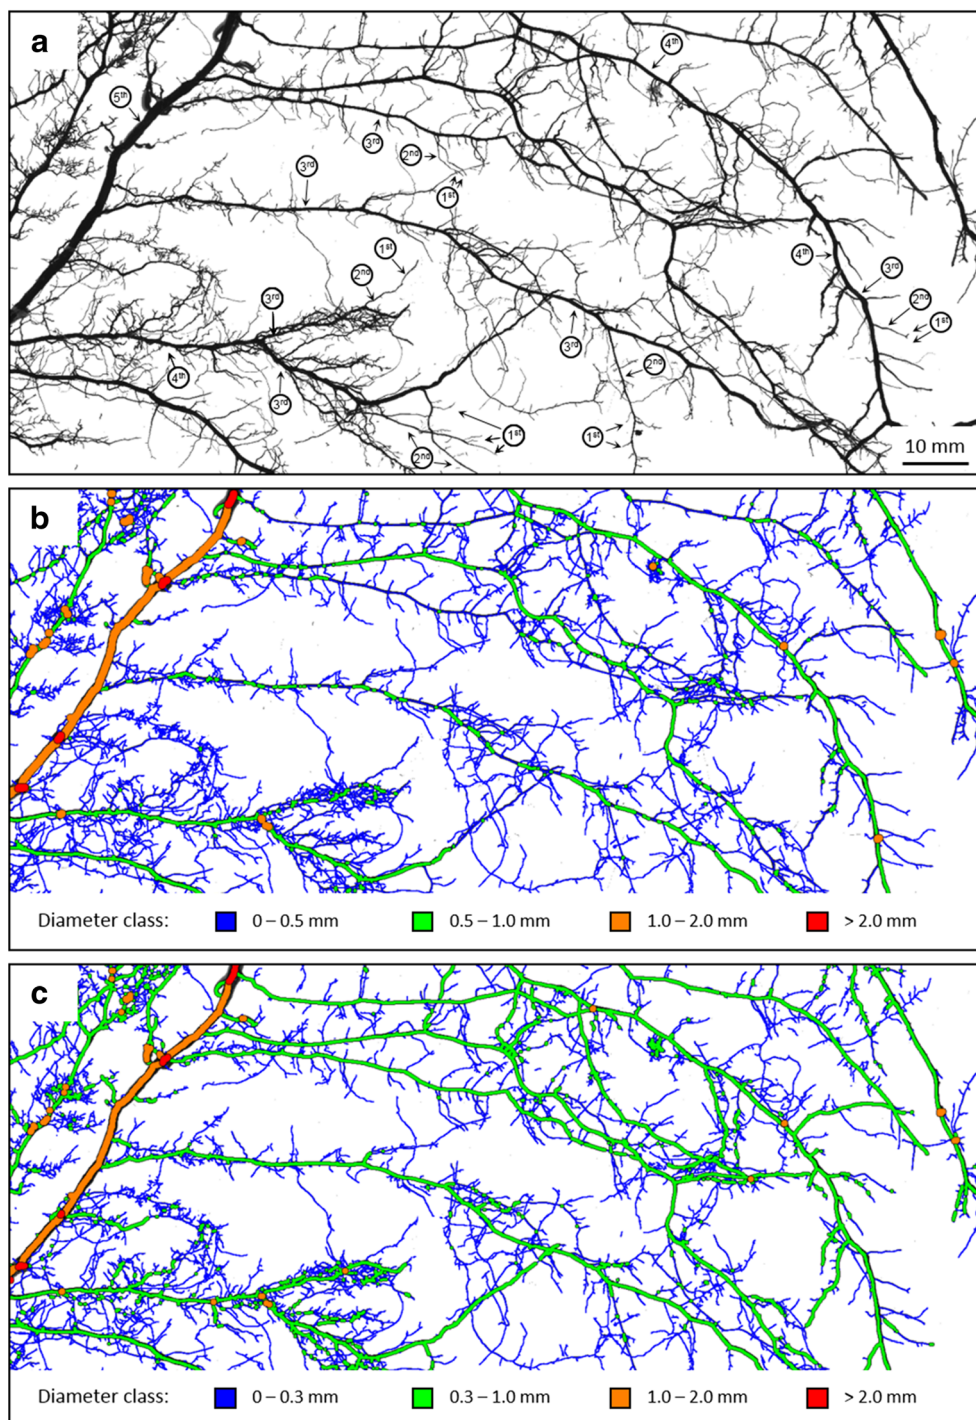 a
4th
5th
3rd
2nd
3rd
1st
1st
4th
2nd
3rd
3rd
2nd
1st
3rd
2nd
4th
3rd
1st
1st
2nd
10 mm
b
Diameter class: 0 – 0.5 mm 0.5 – 1.0 mm 1.0 – 2.0 mm > 2.0 mm
c
Diameter class: 0 – 0.3 mm 0.3 – 1.0 mm 1.0 – 2.0 mm > 2.0 mm